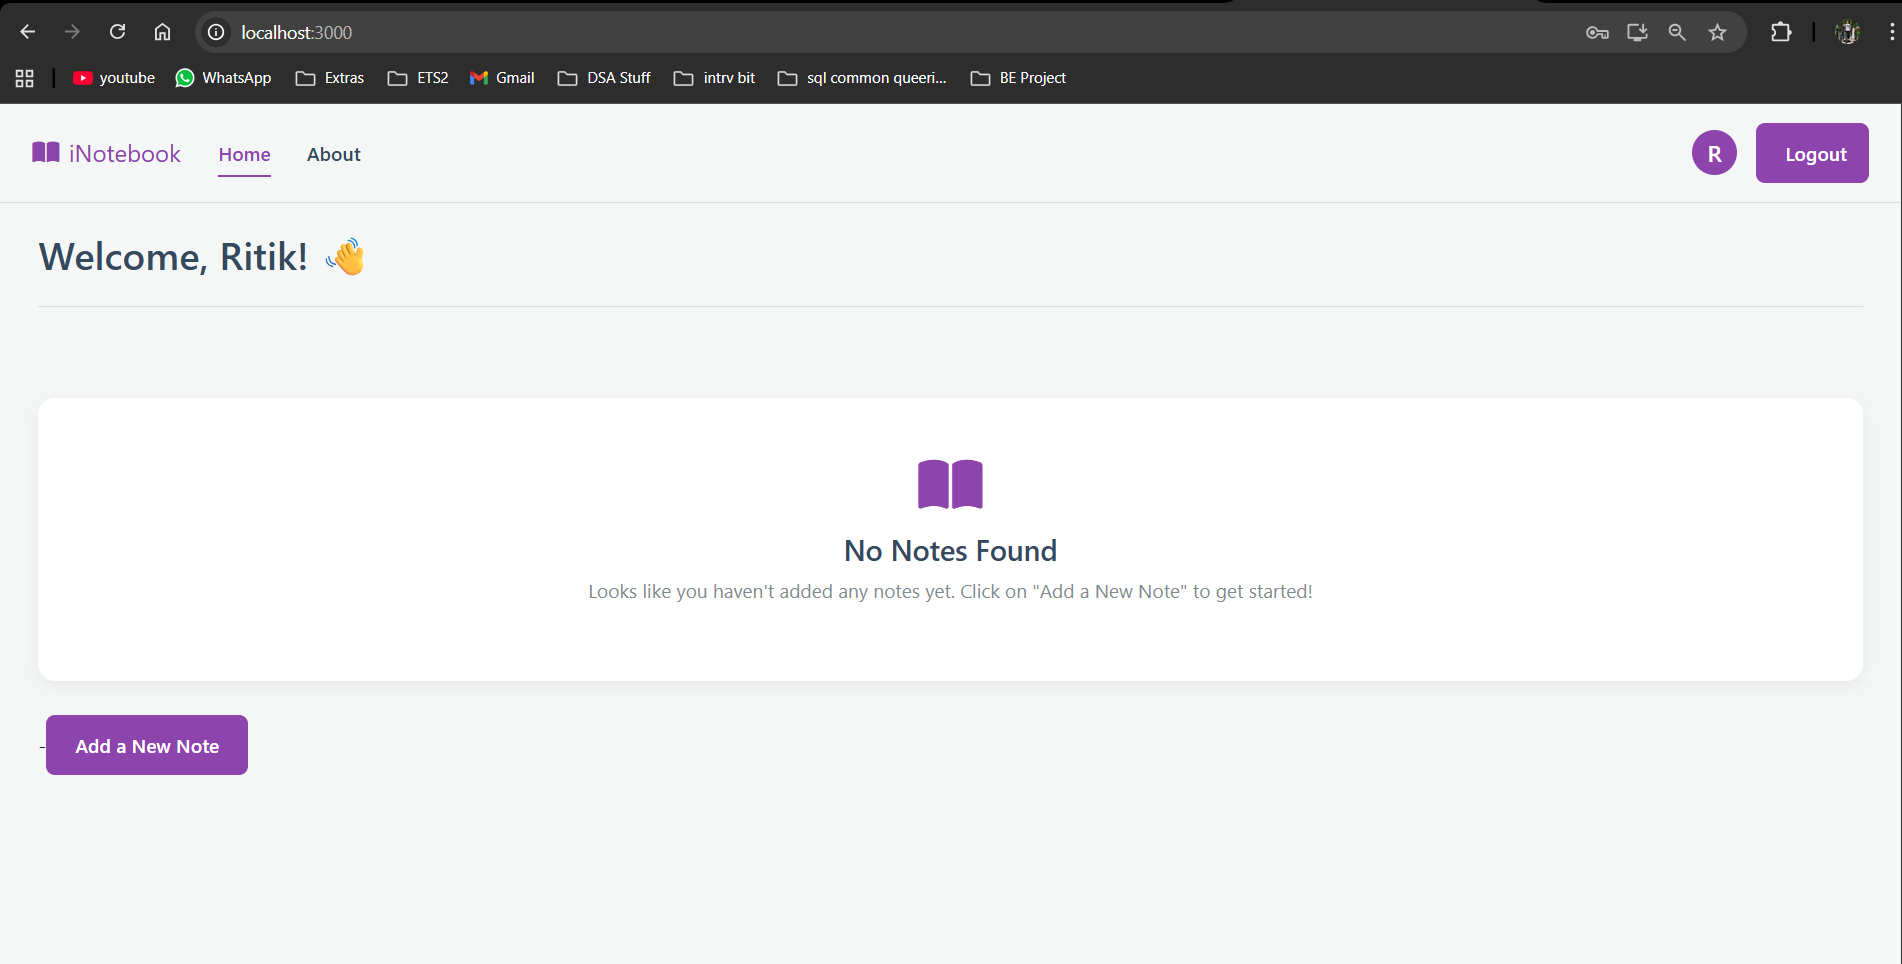 localhost:3000
youtube
WhatsApp
Extras
ETS2
Gmail
DSA Stuff
intrv bit
sql common queeri...
BE Project
iNotebook
Home
About
R
Logout
Welcome, Ritik! 👋
No Notes Found
Looks like you haven't added any notes yet. Click on "Add a New Note" to get started!
-
Add a New Note